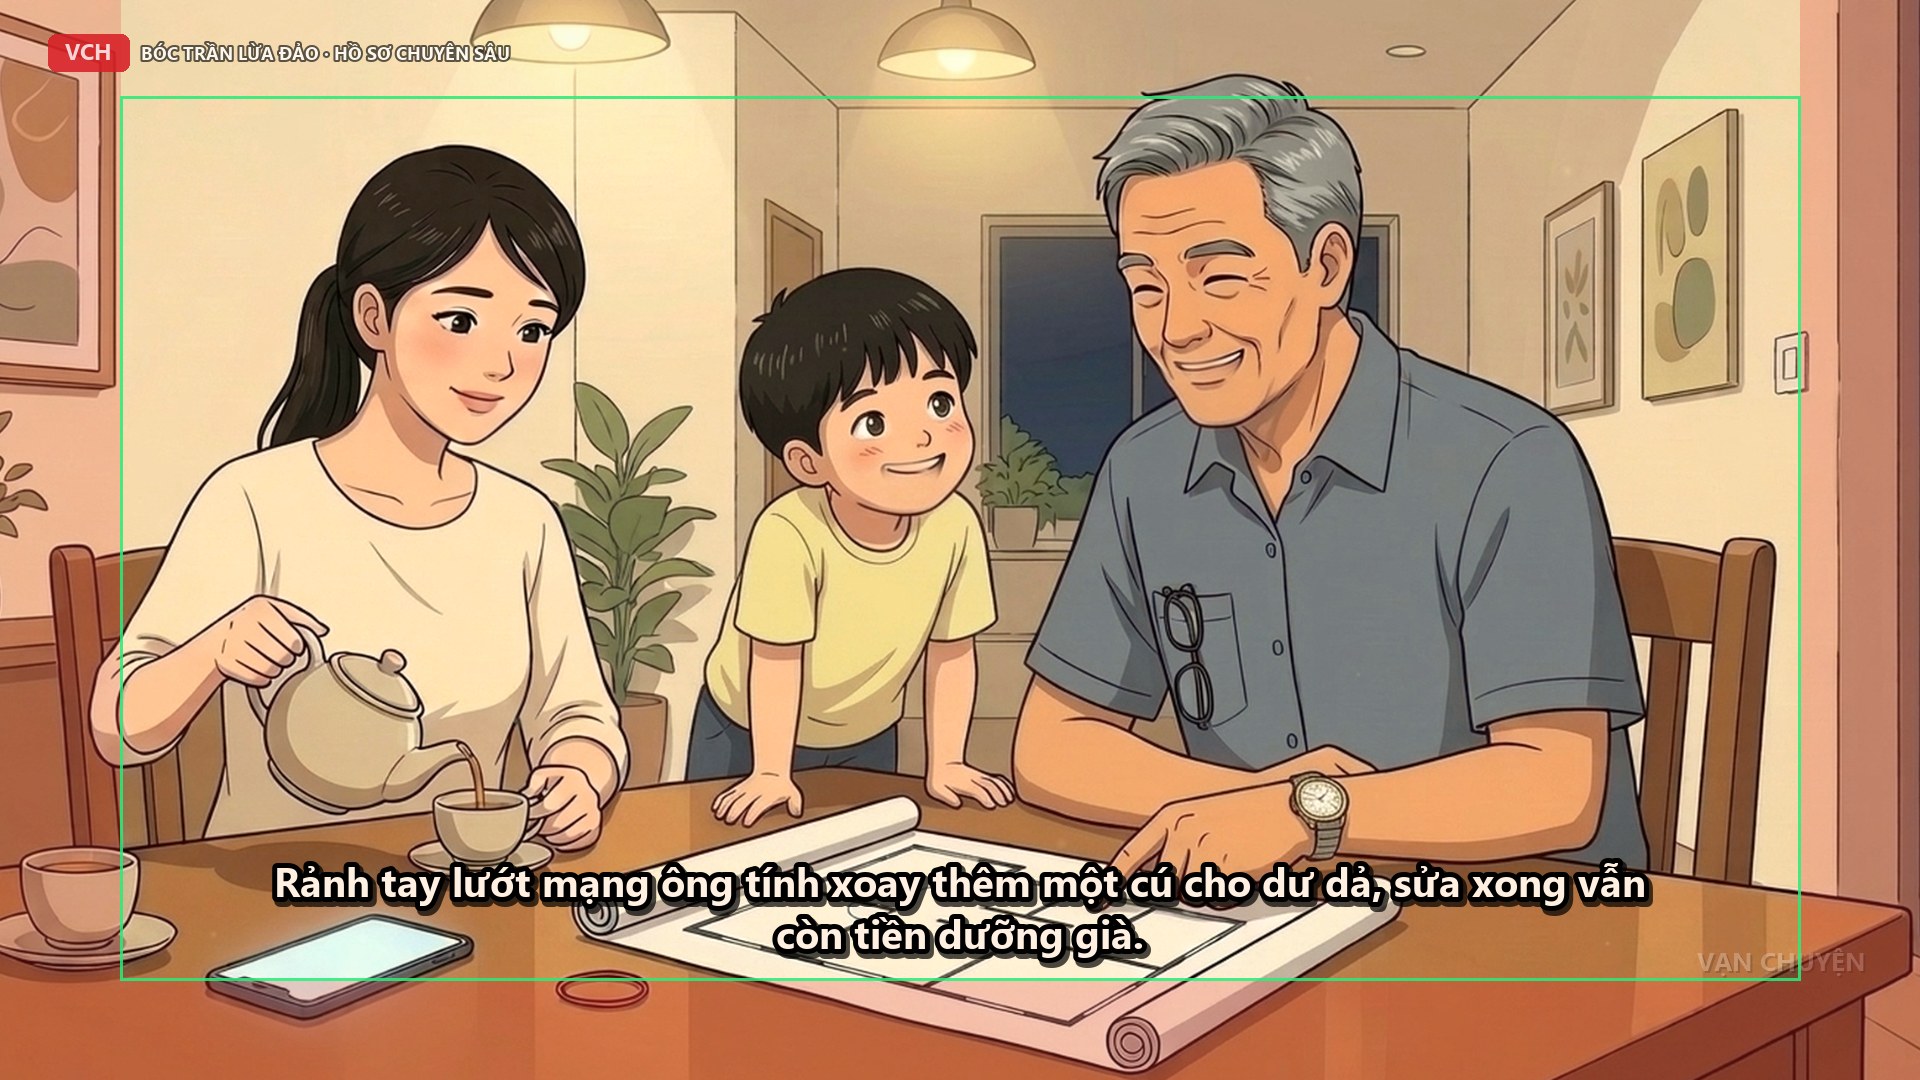 VCH BÓC TRẦN LỪA ĐẢO · HỒ SƠ CHUYÊN SÂU
Rảnh tay lướt mạng ông tính xoay thêm một cú cho dư dả, sửa xong vẫn
còn tiền dưỡng già.
VẠN CHUYỆN